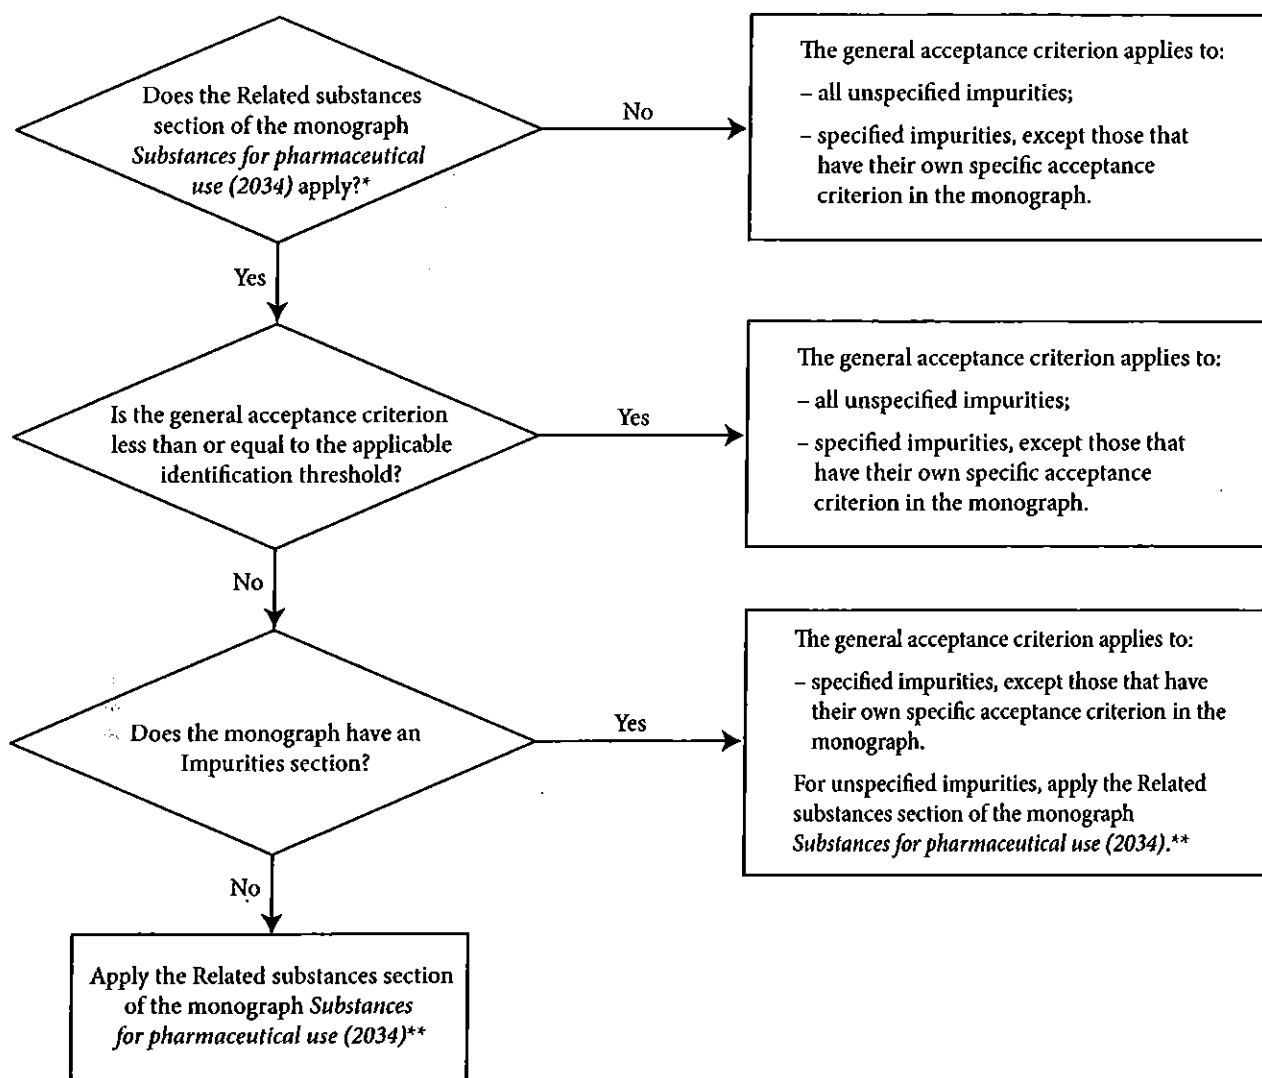 Does the Related substances
section of the monograph
Substances for pharmaceutical
use (2034) apply?*
No
The general acceptance criterion applies to:
– all unspecified impurities;
– specified impurities, except those that
have their own specific acceptance
criterion in the monograph.
Yes
Is the general acceptance criterion
less than or equal to the applicable
identification threshold?
Yes
The general acceptance criterion applies to:
– all unspecified impurities;
– specified impurities, except those that
have their own specific acceptance
criterion in the monograph.
No
Does the monograph have an
Impurities section?
Yes
The general acceptance criterion applies to:
– specified impurities, except those that have
their own specific acceptance criterion in the
monograph.
For unspecified impurities, apply the Related
substances section of the monograph
Substances for pharmaceutical use (2034).**
No
Apply the Related substances section
of the monograph Substances
for pharmaceutical use (2034)**